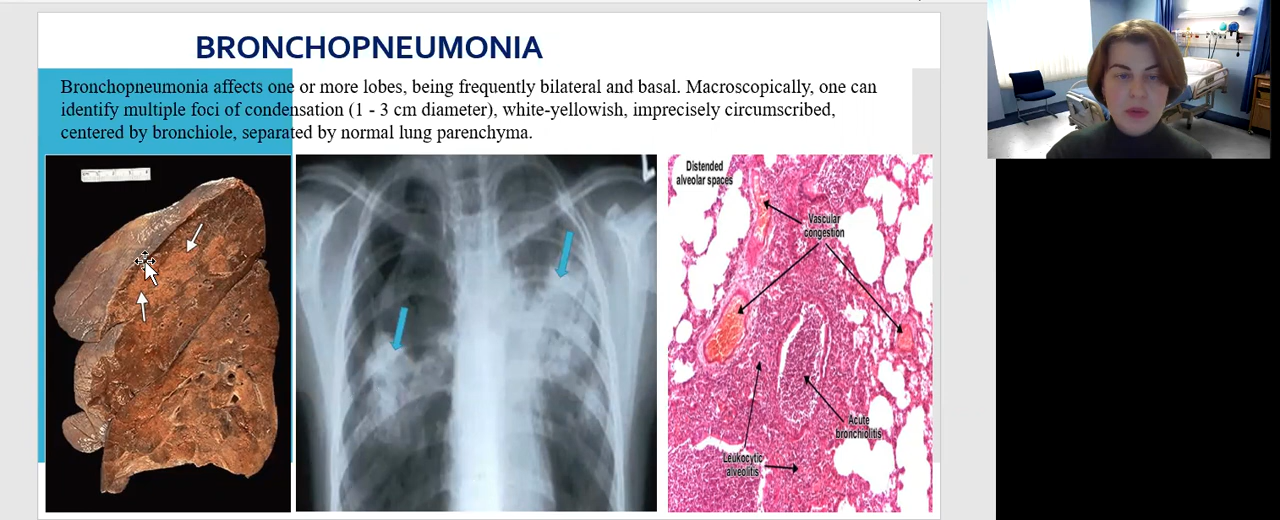 BRONCHOPNEUMONIA
Bronchopneumonia affects one or more lobes, being frequently bilateral and basal. Macroscopically, one can
identify multiple foci of condensation (1 - 3 cm diameter), white-yellowish, imprecisely circumscribed,
centered by bronchiole, separated by normal lung parenchyma.
Distended
alveolar spaces
Vascular
congestion
Acute
bronchiolitis
Leukocytic
alveolitis